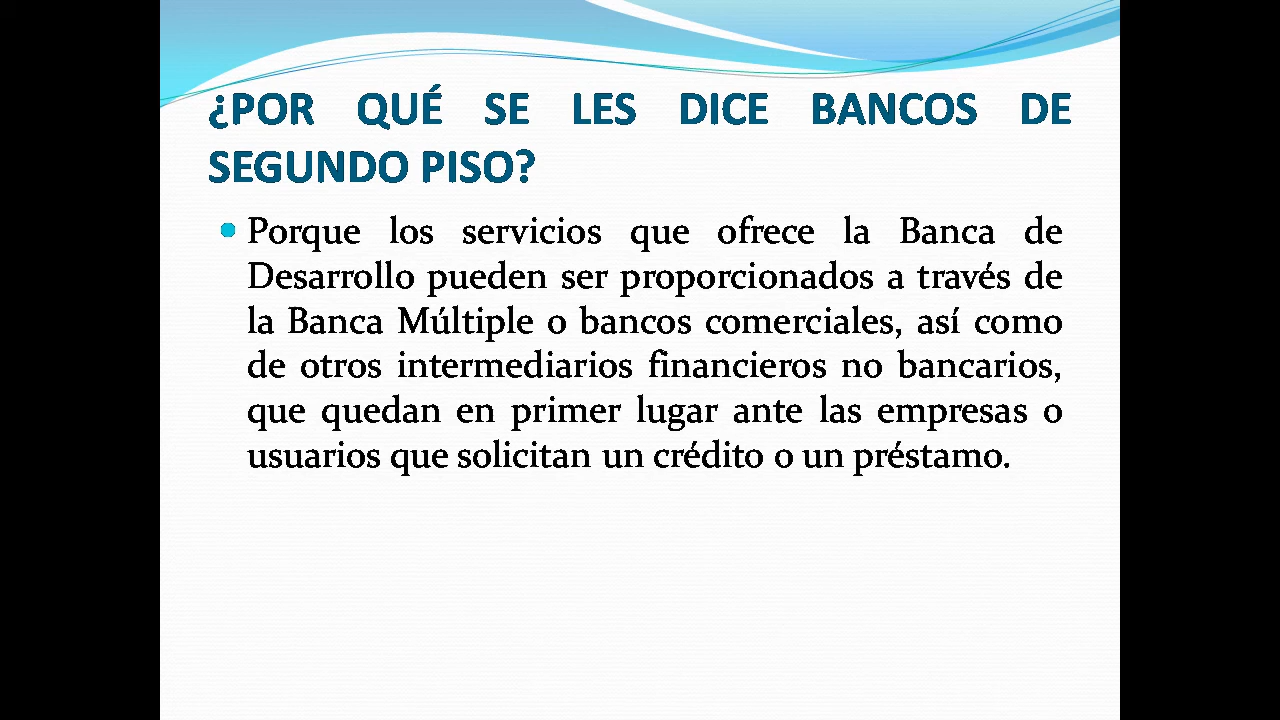 ¿POR QUÉ SE LES DICE BANCOS DE
SEGUNDO PISO?
Porque los servicios que ofrece la Banca de
Desarrollo pueden ser proporcionados a través de
la Banca Múltiple o bancos comerciales, así como
de otros intermediarios financieros no bancarios,
que quedan en primer lugar ante las empresas o
usuarios que solicitan un crédito o un préstamo.